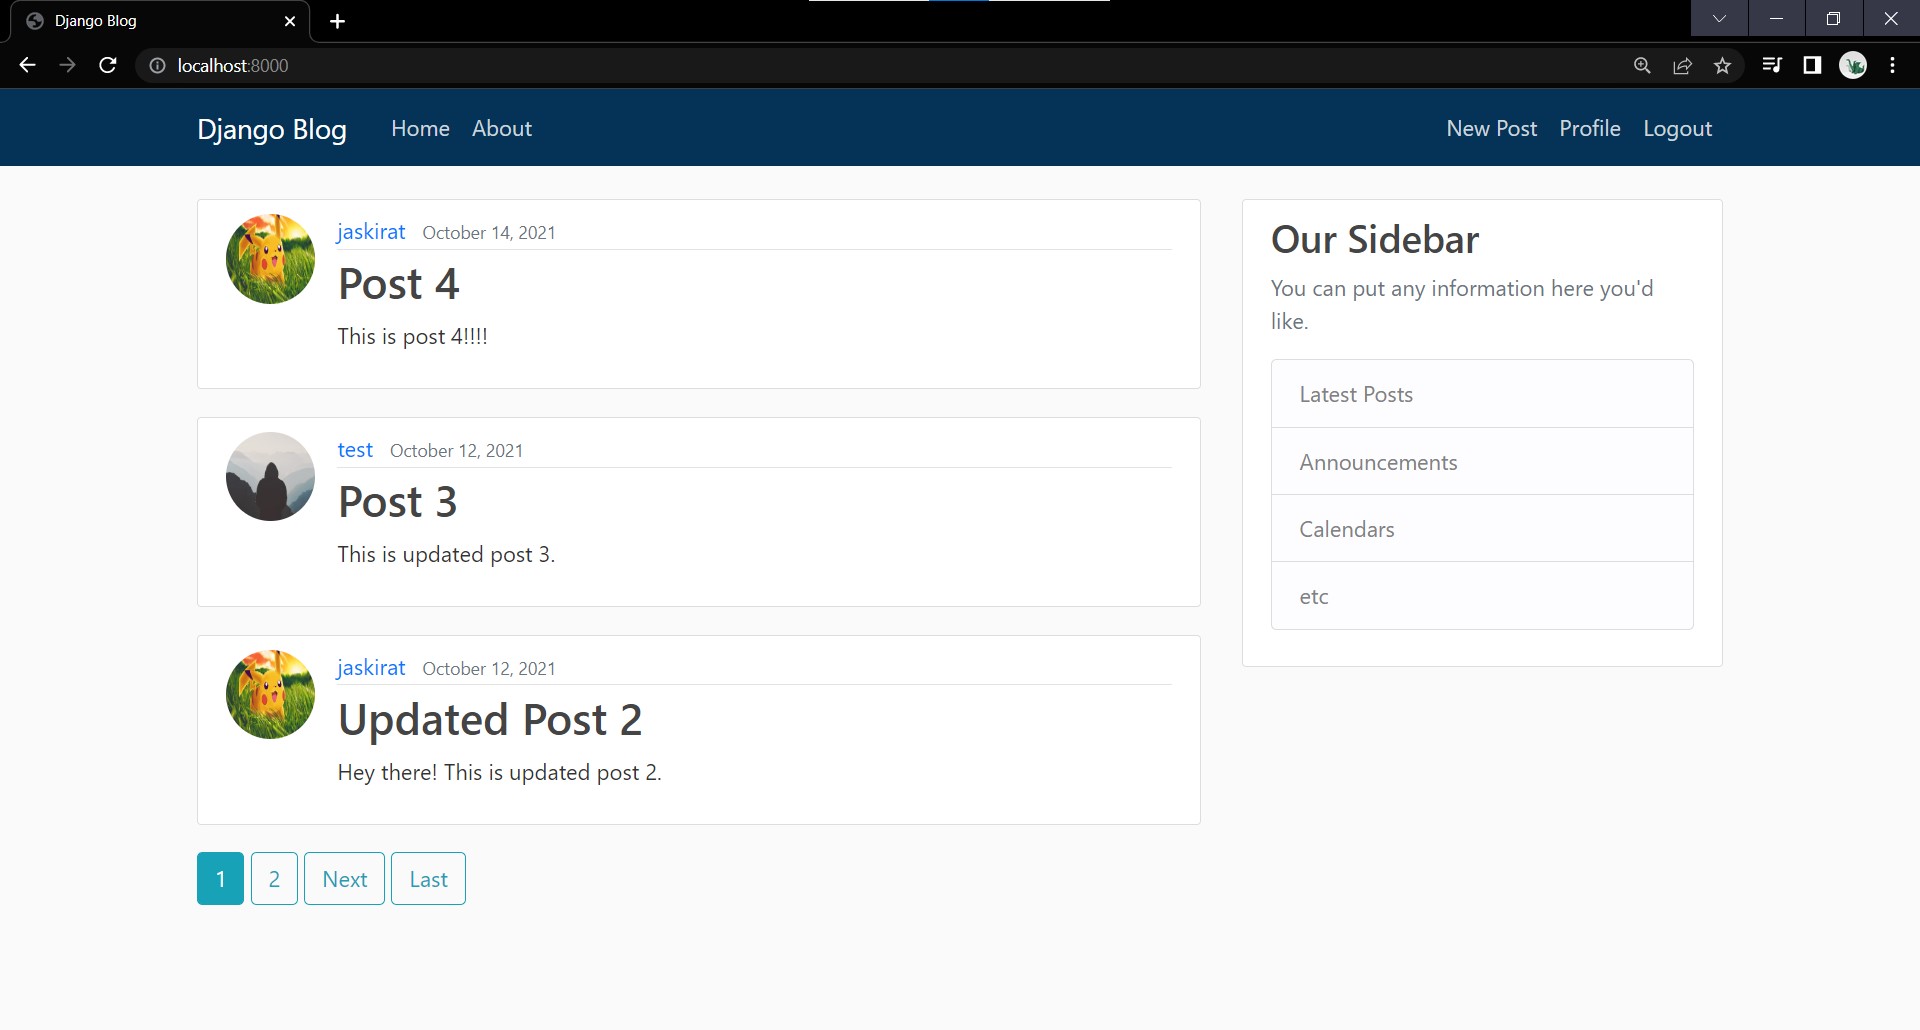 Django Blog
localhost:8000
Django Blog Home About New Post Profile Logout
jaskirat October 14, 2021
Post 4
This is post 4!!!!
test October 12, 2021
Post 3
This is updated post 3.
jaskirat October 12, 2021
Updated Post 2
Hey there! This is updated post 2.
1 2 Next Last
Our Sidebar
You can put any information here you'd
like.
Latest Posts
Announcements
Calendars
etc